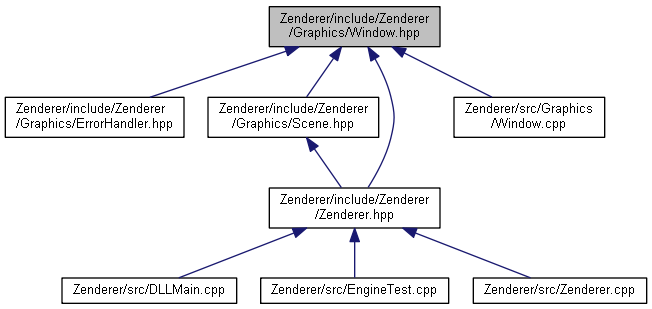 Zenderer/include/Zenderer
/Graphics/Window.hpp
Zenderer/include/Zenderer
/Graphics/ErrorHandler.hpp
Zenderer/include/Zenderer
/Graphics/Scene.hpp
Zenderer/src/Graphics
/Window.cpp
Zenderer/include/Zenderer
/Zenderer.hpp
Zenderer/src/DLLMain.cpp
Zenderer/src/EngineTest.cpp
Zenderer/src/Zenderer.cpp